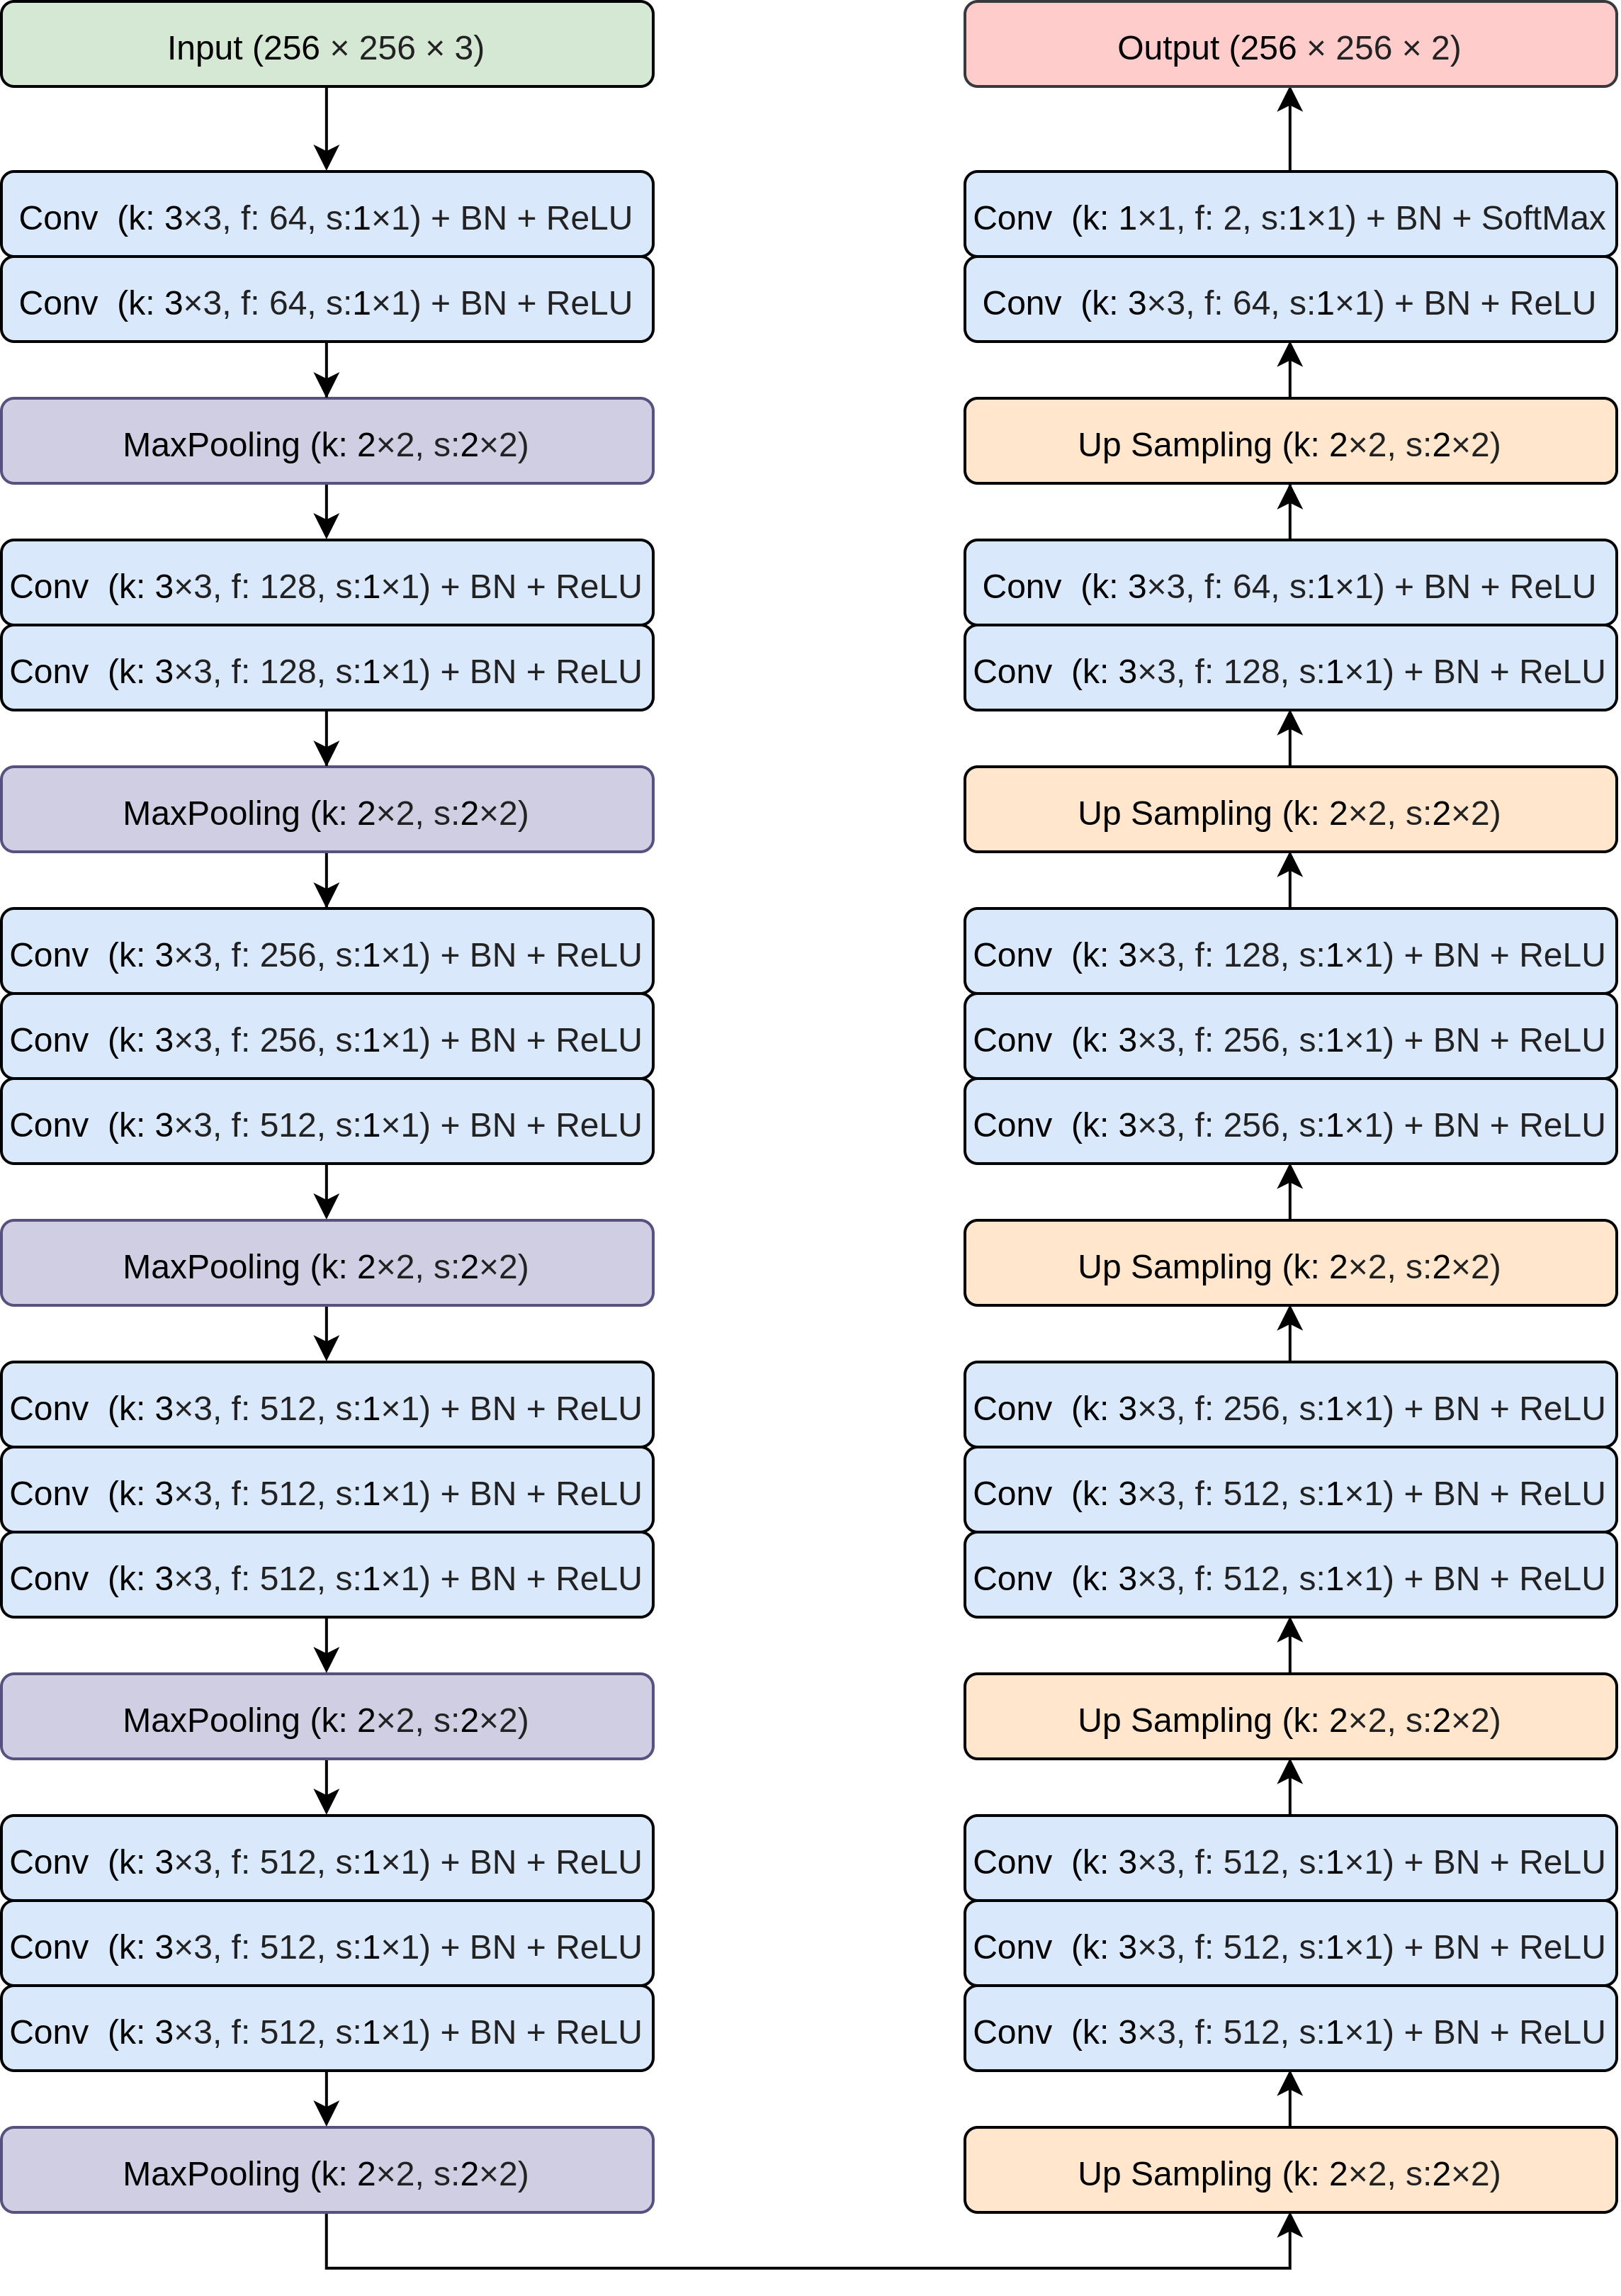 Input (256 × 256 × 3)
Conv (k: 3×3, f: 64, s:1×1) + BN + ReLU
Conv (k: 3×3, f: 64, s:1×1) + BN + ReLU
MaxPooling (k: 2×2, s:2×2)
Conv (k: 3×3, f: 128, s:1×1) + BN + ReLU
Conv (k: 3×3, f: 128, s:1×1) + BN + ReLU
MaxPooling (k: 2×2, s:2×2)
Conv (k: 3×3, f: 256, s:1×1) + BN + ReLU
Conv (k: 3×3, f: 256, s:1×1) + BN + ReLU
Conv (k: 3×3, f: 512, s:1×1) + BN + ReLU
MaxPooling (k: 2×2, s:2×2)
Conv (k: 3×3, f: 512, s:1×1) + BN + ReLU
Conv (k: 3×3, f: 512, s:1×1) + BN + ReLU
Conv (k: 3×3, f: 512, s:1×1) + BN + ReLU
MaxPooling (k: 2×2, s:2×2)
Conv (k: 3×3, f: 512, s:1×1) + BN + ReLU
Conv (k: 3×3, f: 512, s:1×1) + BN + ReLU
Conv (k: 3×3, f: 512, s:1×1) + BN + ReLU
MaxPooling (k: 2×2, s:2×2)
Output (256 × 256 × 2)
Conv (k: 1×1, f: 2, s:1×1) + BN + SoftMax
Conv (k: 3×3, f: 64, s:1×1) + BN + ReLU
Up Sampling (k: 2×2, s:2×2)
Conv (k: 3×3, f: 64, s:1×1) + BN + ReLU
Conv (k: 3×3, f: 128, s:1×1) + BN + ReLU
Up Sampling (k: 2×2, s:2×2)
Conv (k: 3×3, f: 128, s:1×1) + BN + ReLU
Conv (k: 3×3, f: 256, s:1×1) + BN + ReLU
Conv (k: 3×3, f: 256, s:1×1) + BN + ReLU
Up Sampling (k: 2×2, s:2×2)
Conv (k: 3×3, f: 256, s:1×1) + BN + ReLU
Conv (k: 3×3, f: 512, s:1×1) + BN + ReLU
Conv (k: 3×3, f: 512, s:1×1) + BN + ReLU
Up Sampling (k: 2×2, s:2×2)
Conv (k: 3×3, f: 512, s:1×1) + BN + ReLU
Conv (k: 3×3, f: 512, s:1×1) + BN + ReLU
Conv (k: 3×3, f: 512, s:1×1) + BN + ReLU
Up Sampling (k: 2×2, s:2×2)